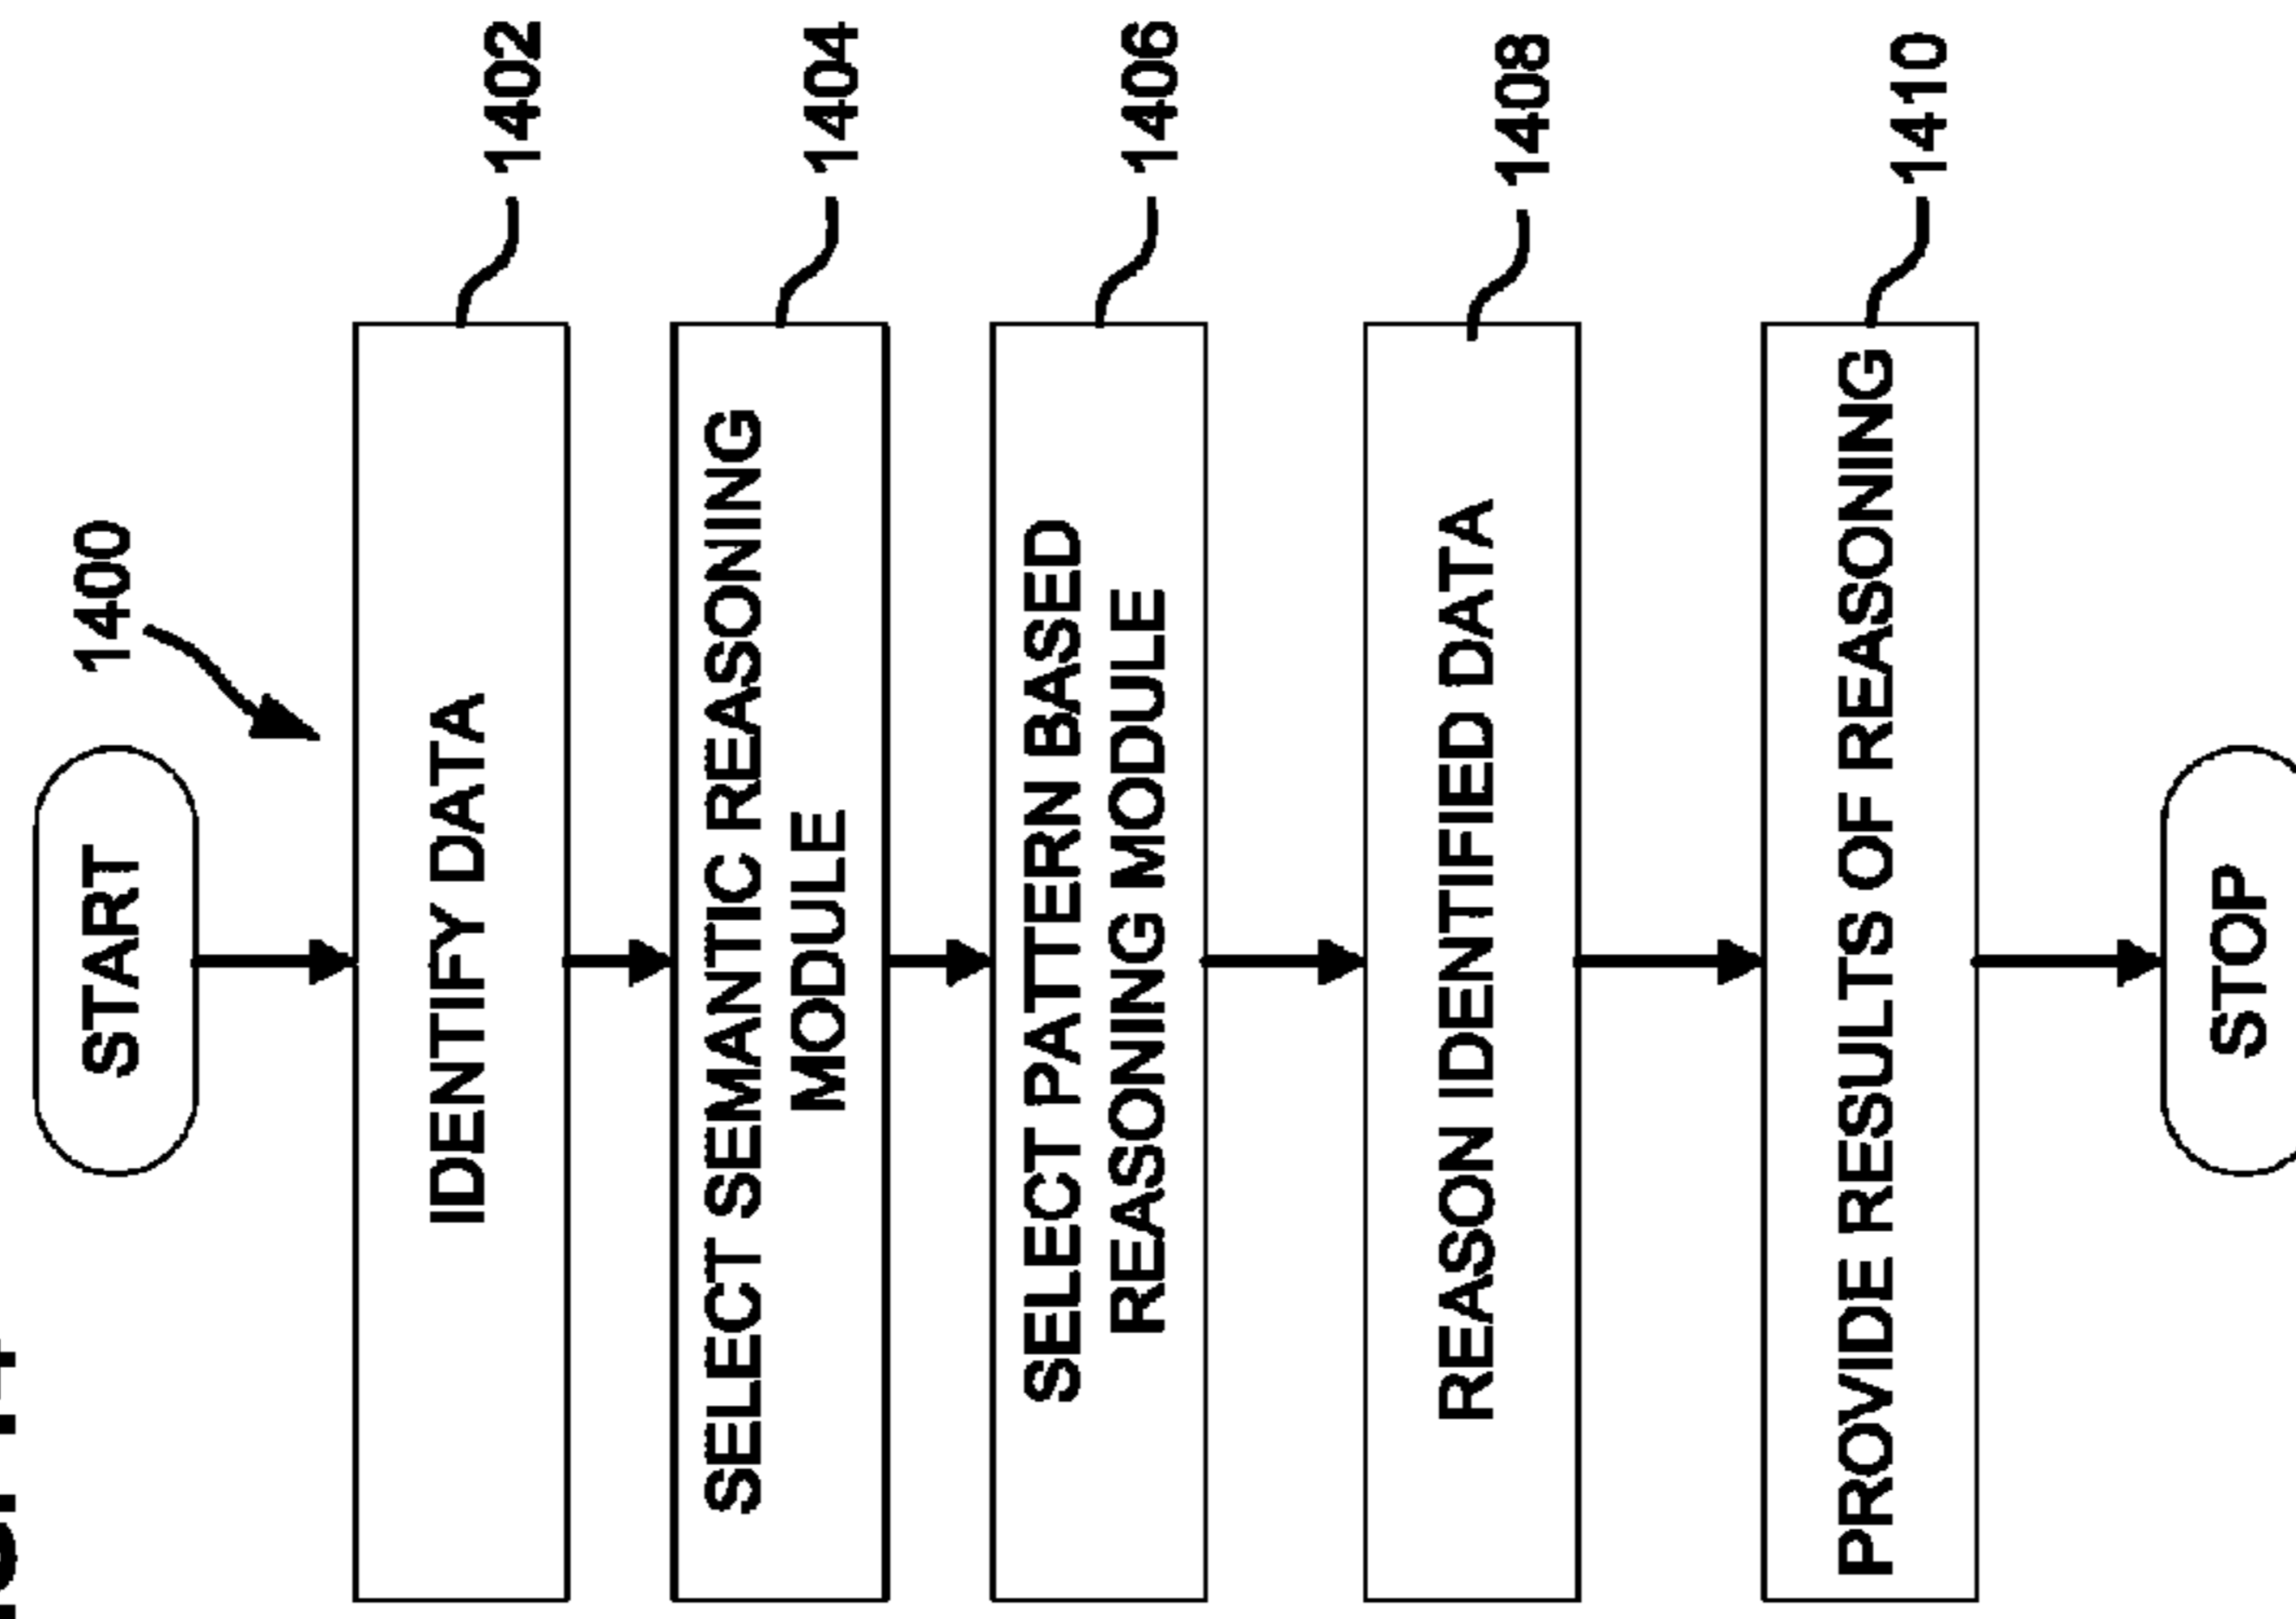 START
1400
IDENTIFY DATA
1402
SELECT SEMANTIC REASONING
MODULE
1404
SELECT PATTERN BASED
REASONING MODULE
1406
REASON IDENTIFIED DATA
1408
PROVIDE RESULTS OF REASONING
1410
STOP